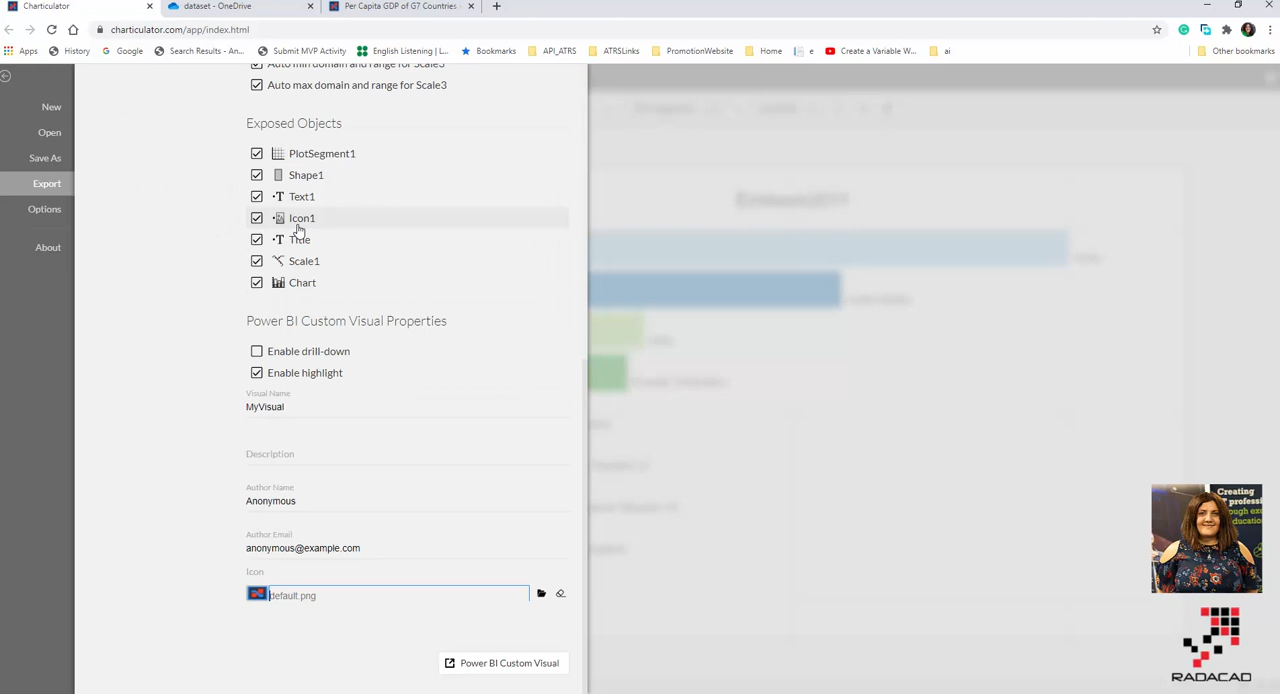 Charticulator
dataset - OneDrive
Per Capita GDP of G7 Countries
charticulator.com/app/index.html
Apps
History
Google
Search Results - An...
Submit MVP Activity
English Listening | L...
Bookmarks
API_ATRS
ATRSLinks
PromotionWebsite
Home
e
Create a Variable W...
ai
Other bookmarks
Auto min domain and range for Scale3
Auto max domain and range for Scale3
New
Open
Save As
Export
Options
About
Exposed Objects
PlotSegment1
Shape1
Text1
Icon1
Title
Scale1
Chart
Power BI Custom Visual Properties
Enable drill-down
Enable highlight
Visual Name
MyVisual
Description
Author Name
Anonymous
Author Email
anonymous@example.com
Icon
default.png
Power BI Custom Visual
Creating
RADACAD